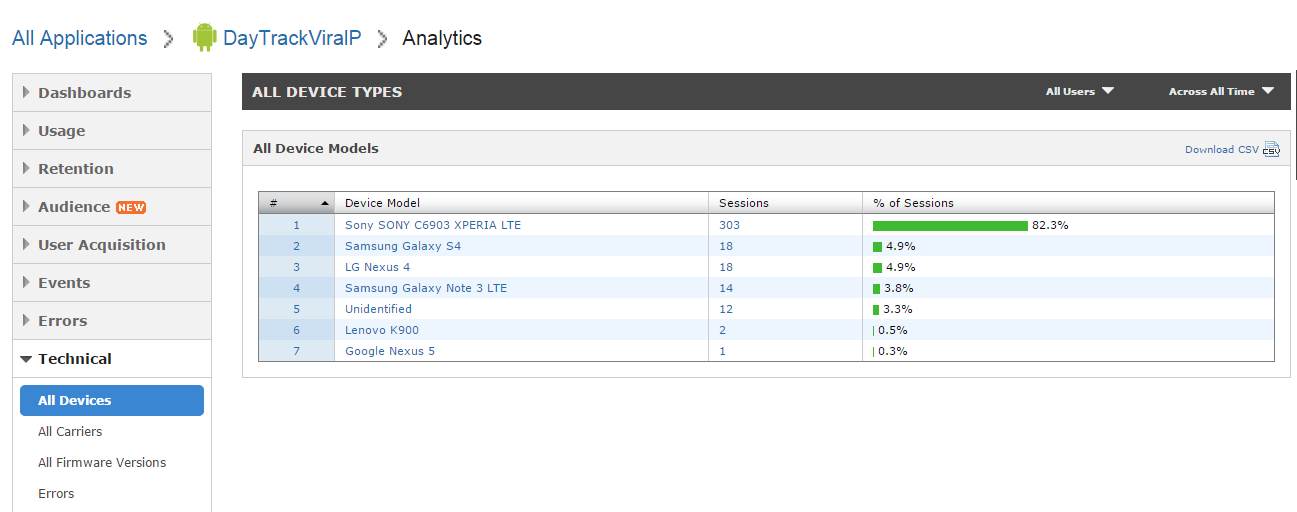 All Applications DayTrackViralP Analytics
Dashboards
Usage
Retention
Audience NEW
User Acquisition
Events
Errors
Technical
All Devices
All Carriers
All Firmware Versions
Errors
ALL DEVICE TYPES All Users Across All Time
All Device Models Download CSV CSV
# Device Model Sessions % of Sessions
1 Sony SONY C6903 XPERIA LTE 303 82.3%
2 Samsung Galaxy S4 18 4.9%
3 LG Nexus 4 18 4.9%
4 Samsung Galaxy Note 3 LTE 14 3.8%
5 Unidentified 12 3.3%
6 Lenovo K900 2 0.5%
7 Google Nexus 5 1 0.3%